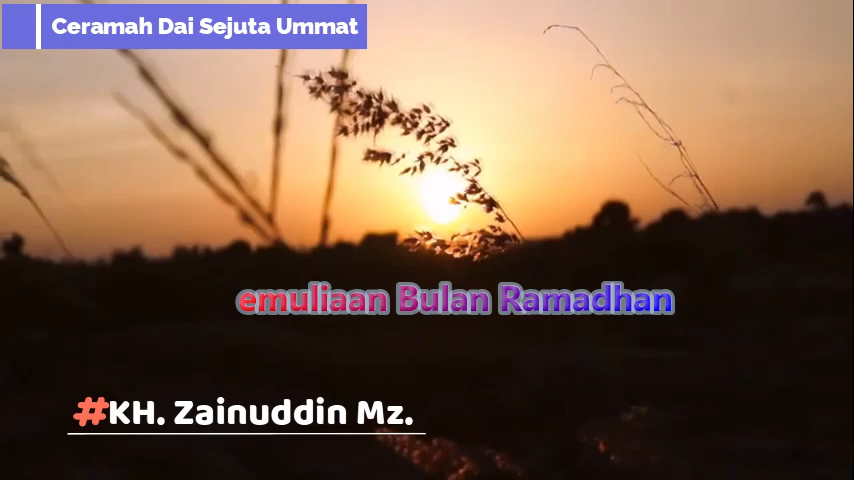 Ceramah Dai Sejuta Ummat
emuliaan Bulan Ramadhan
#KH. Zainuddin Mz.